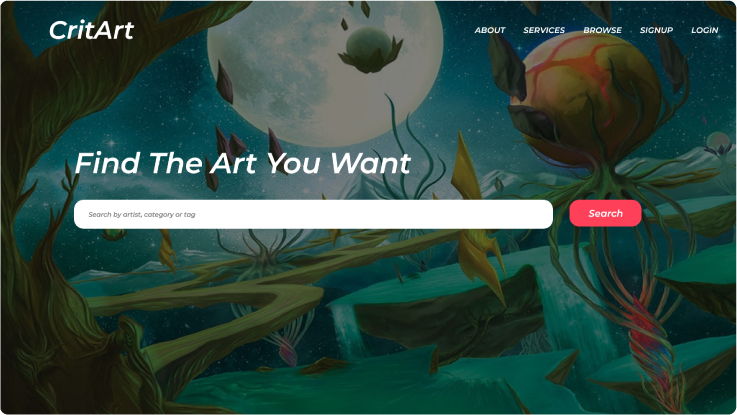 CritArt
ABOUT SERVICES BROWSE SIGNUP LOGIN
Find The Art You Want
Search by artist, category or tag
Search